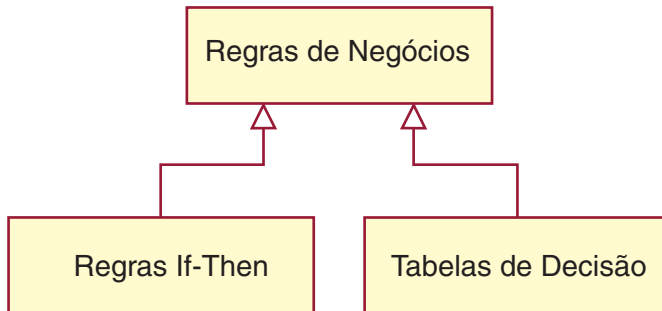 Regras de Negócios
Regras If-Then
Tabelas de Decisão